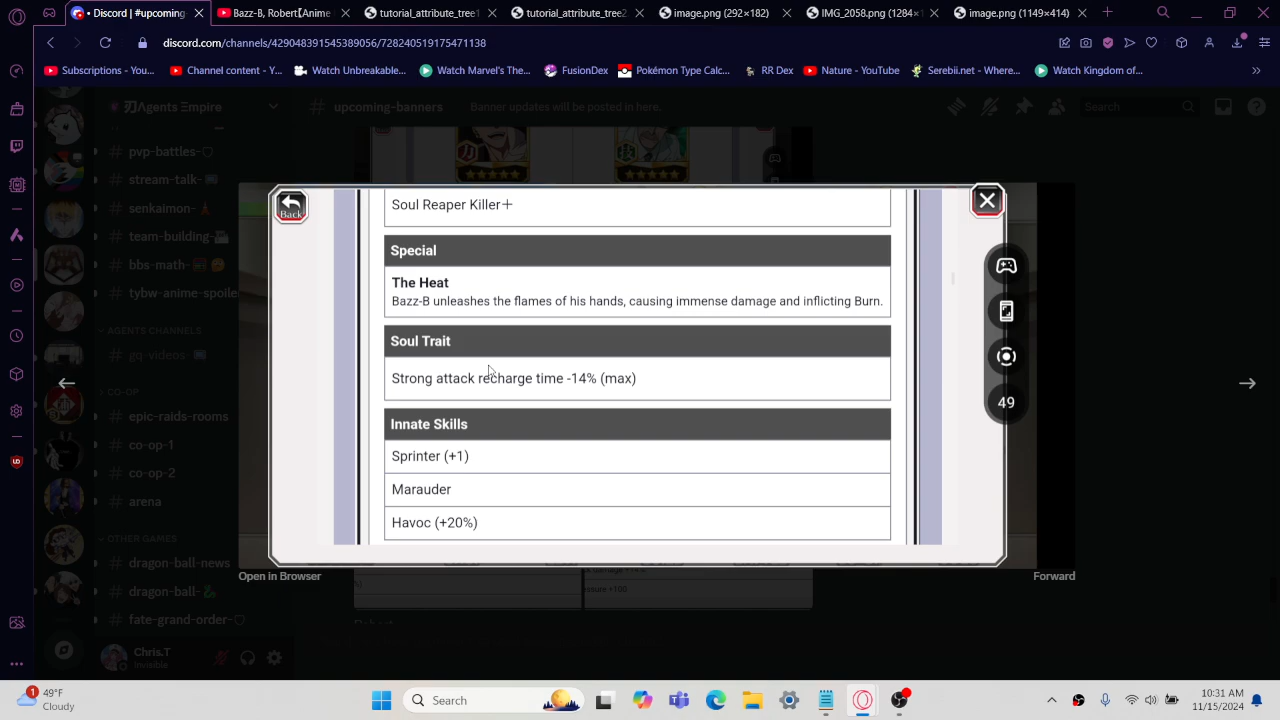 Discord | #upcoming
Bazz-B, Robert【Anime
tutorial_attribute_tree1
tutorial_attribute_tree2
image.png (292×182)
IMG_2058.png (1284×
image.png (1149×414)
discord.com/channels/429048391545389056/728240519175471138
Subscriptions - You...
Channel content - Y...
Watch Unbreakable...
Watch Marvel's The...
FusionDex
Pokémon Type Calc...
RR Dex
Nature - YouTube
Serebii.net - Where...
Watch Kingdom of...
Agents Empire
upcoming-banners
Banner updates will be posted in here.
Search
pvp-battles-
stream-talk-
senkaimon-
team-building-
bbs-math-
tybw-anime-spoile
AGENTS CHANNELS
gq-videos-
CO-OP
epic-raids-rooms
co-op-1
co-op-2
arena
OTHER GAMES
dragon-ball-news
dragon-ball-
fate-grand-order-
Chris.T
Invisible
Back
Soul Reaper Killer+
Special
The Heat
Bazz-B unleashes the flames of his hands, causing immense damage and inflicting Burn.
Soul Trait
Strong attack recharge time -14% (max)
Innate Skills
Sprinter (+1)
Marauder
Havoc (+20%)
49
Open in Browser
Forward
1
49°F
Cloudy
Search
10:31 AM
11/15/2024